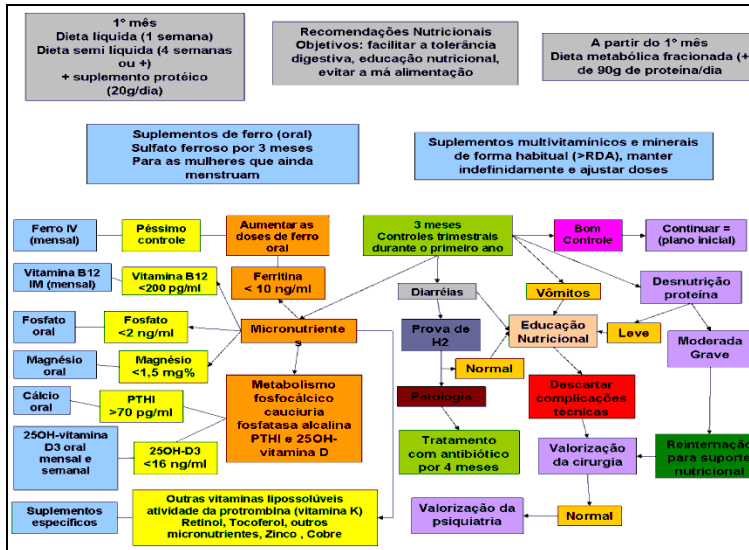 1º mês
Dieta líquida (1 semana)
Dieta semi líquida (4 semanas
ou +)
+ suplemento protéico
(20g/dia)
Recomendações Nutricionais
Objetivos: facilitar a tolerância
digestiva, educação nutricional,
evitar a má alimentação
A partir do 1º mês
Dieta metabólica fracionada (+
de 90g de proteína/dia
Suplementos de ferro (oral)
Sulfato ferroso por 3 meses
Para as mulheres que ainda
menstruam
Suplementos multivitamínicos e minerais
de forma habitual (>RDA), manter
indefinidamente e ajustar doses
Ferro IV
(mensal)
Péssimo
controle
Aumentar as
doses de ferro
oral
3 meses
Controles trimestrais
durante o primeiro ano
Bom
Controle
Continuar =
(plano inicial)
Vitamina B12
IM (mensal)
Vitamina B12
<200 pg/ml
Ferritina
< 10 ng/ml
Diarréias
Vômitos
Desnutrição
proteína
Fosfato
oral
Fosfato
<2 ng/ml
Micronutriente
s
Prova de
H2
Educação
Nutricional
Leve
Moderada
Grave
Magnésio
oral
Magnésio
<1,5 mg%
Normal
Cálcio
oral
PTHI
>70 pg/ml
Metabolismo
fosfocálcico
cauciuria
fosfatasa alcalina
PTHI e 25OH-
vitamina D
Patología
Descartar
complicações
técnicas
25OH-vitamina
D3 oral
mensal e
semanal
25OH-D3
<16 ng/ml
Tratamento
com antibiótico
por 4 meses
Valorização
da cirurgia
Reinternação
para suporte
nutricional
Suplementos
específicos
Outras vitaminas lipossolúveis
atividade da protrombina (vitamina K)
Retinol, Tocoferol, outros
micronutrientes, Zinco , Cobre
Valorização da
psiquiatria
Normal